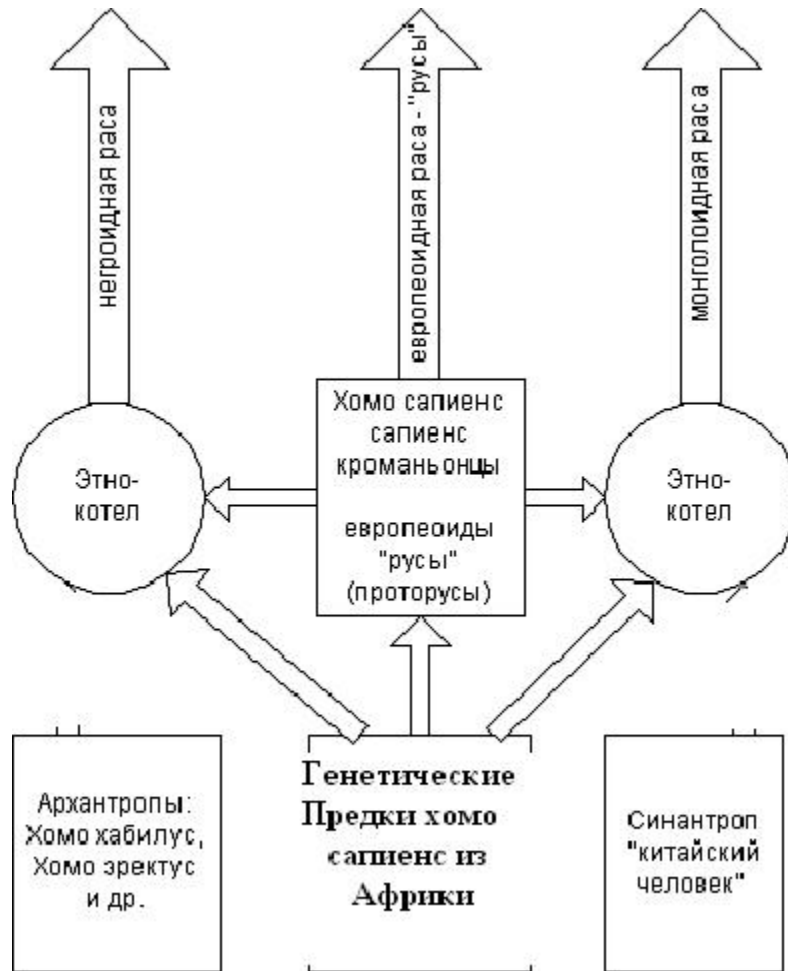 негроидная раса
европеоидная раса - "русы"
монголоидная раса
Этно-
котел
Хомо сапиенс
сапиенс
кроманьонцы
европеоиды
"русы"
(проторусы)
Этно-
котел
Архантропы:
Хомо хабилус,
Хомо эректус
и др.
Генетические
Предки хомо
сапиенс из
Африки
Синантроп
"китайский
человек"